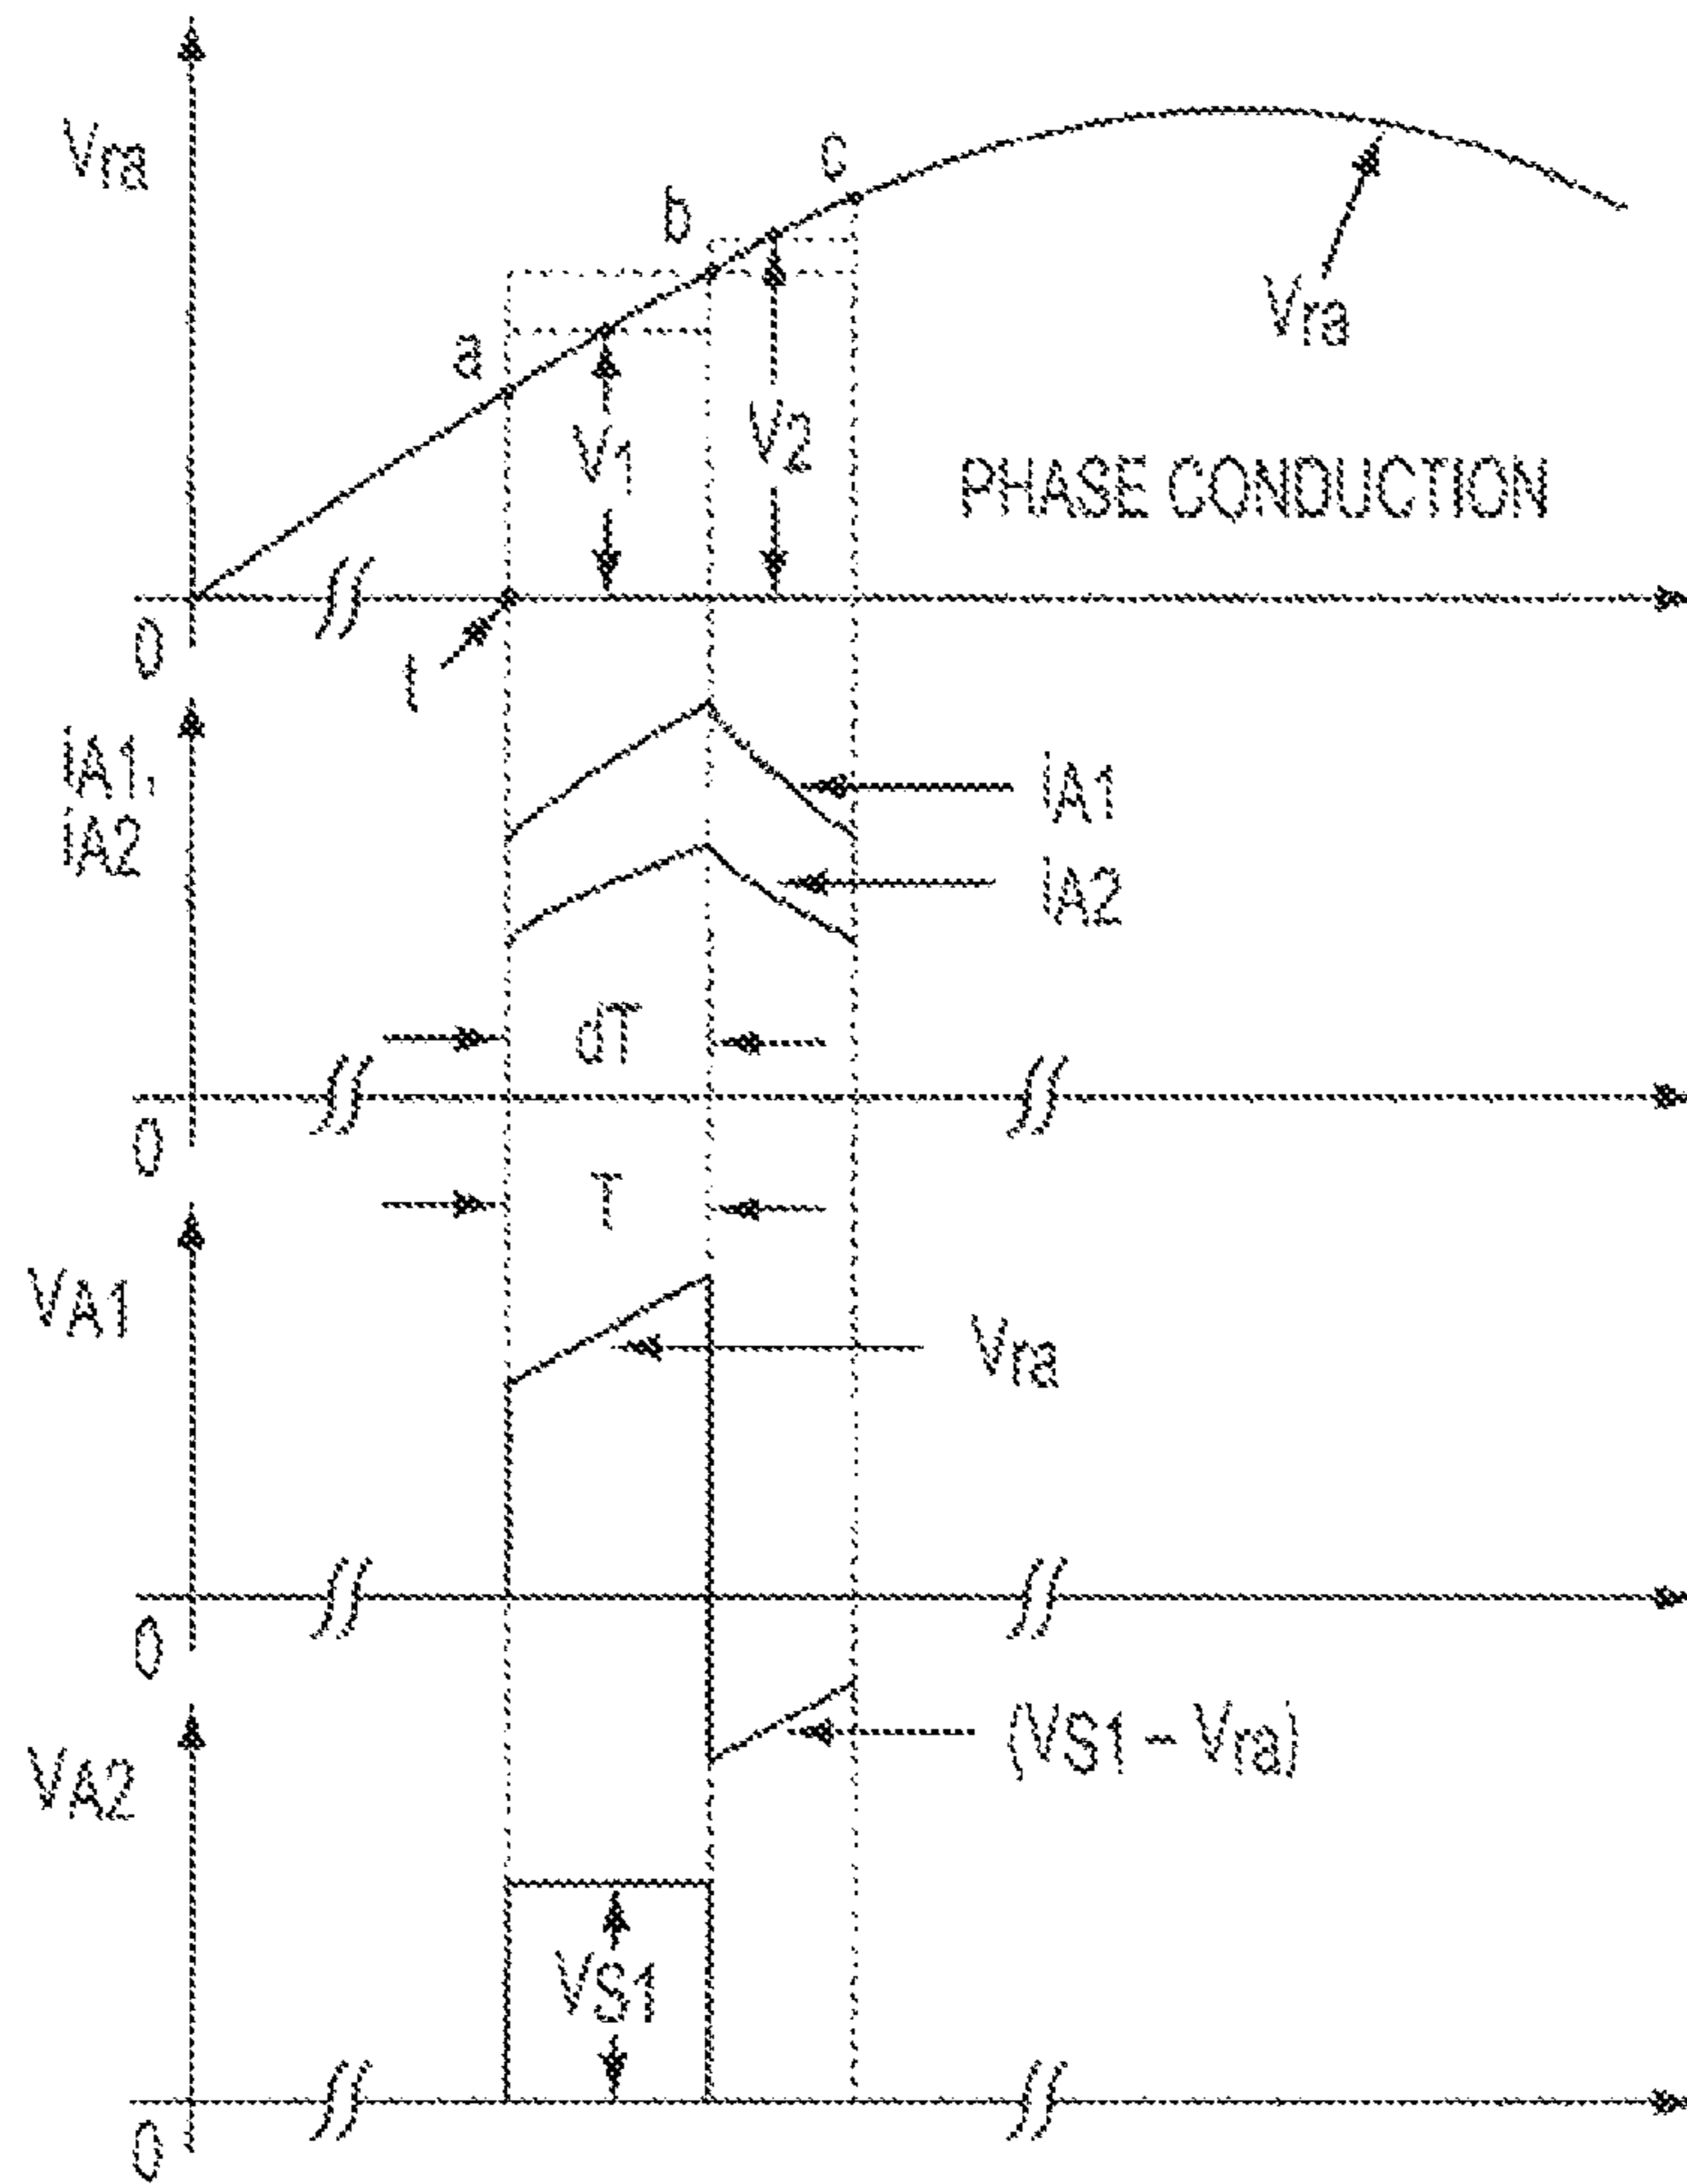 Vra
c
b
a
Vra
V1
V2
PHASE CONDUCTION
0
t
iA1,
iA2
iA1
iA2
dT
0
T
VA1
Vra
0
(VS1 – Vra)
VA2
VS1
0